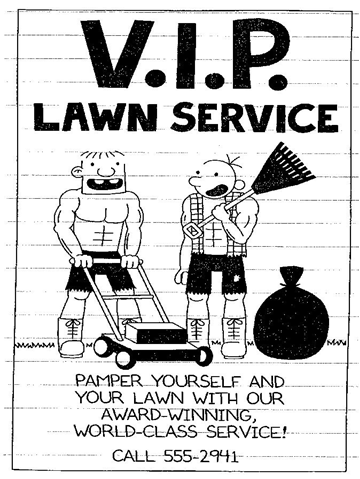 V.I.P.
LAWN SERVICE
PAMPER YOURSELF AND
YOUR LAWN WITH OUR
AWARD-WINNING,
WORLD-CLASS SERVICE!
CALL 555-2941